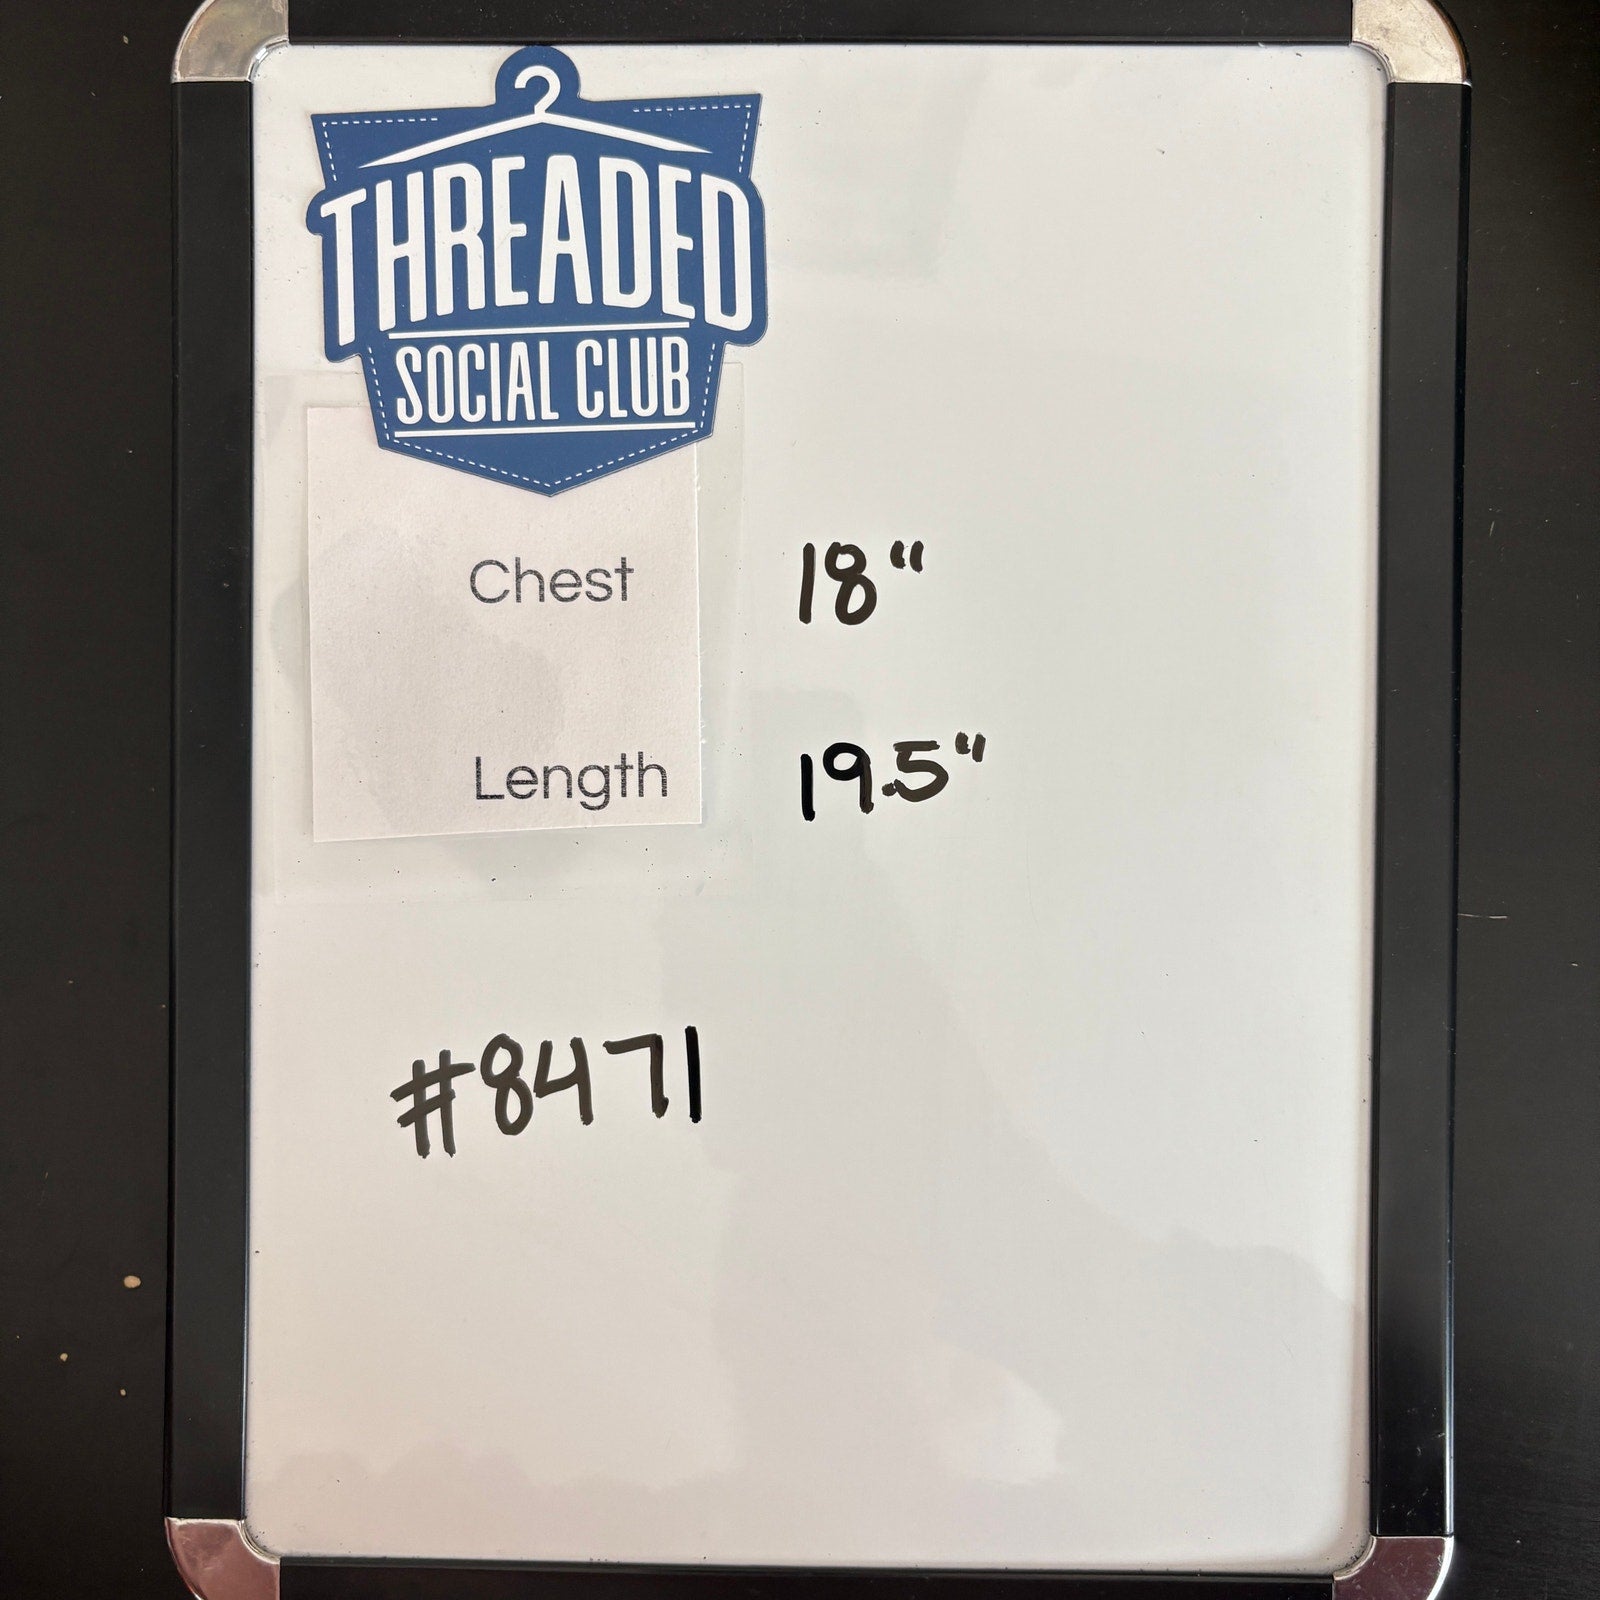 THREADED
SOCIAL CLUB
Chest 18"
Length 19.5"
#8471